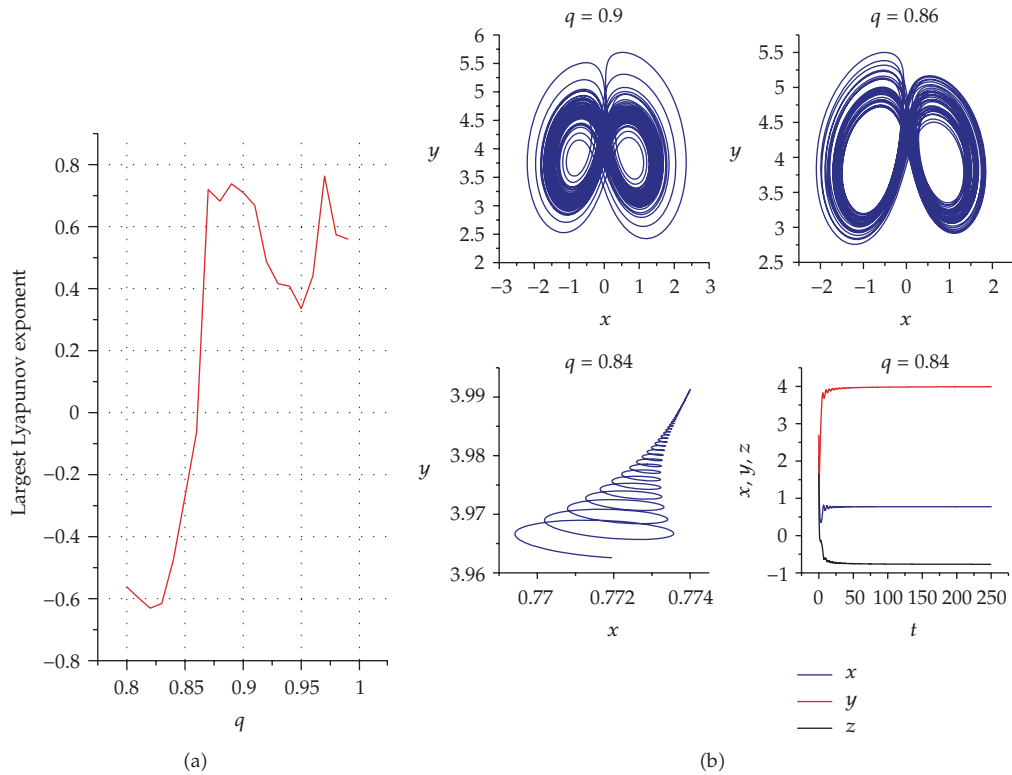 0.8
0.6
0.4
0.2
0
−0.2
−0.4
−0.6
−0.8
Largest Lyapunov exponent
0.8 0.85 0.9 0.95 1
q
(a)
q = 0.9
6
5.5
5
4.5
4
3.5
3
2.5
2
y
−3 −2 −1 0 1 2 3
x
q = 0.86
5.5
5
4.5
4
3.5
3
2.5
y
−2 −1 0 1 2
x
q = 0.84
3.99
3.98
3.97
3.96
y
0.77 0.772 0.774
x
q = 0.84
4
3
2
1
0
−1
x, y, z
0 50 100 150 200 250
t
x
y
z
(b)